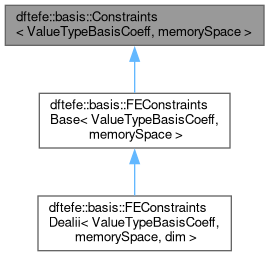 dftefe::basis::Constraints
< ValueTypeBasisCoeff, memorySpace >
dftefe::basis::FEConstraints
Base< ValueTypeBasisCoeff,
memorySpace >
dftefe::basis::FEConstraints
Dealii< ValueTypeBasisCoeff,
memorySpace, dim >